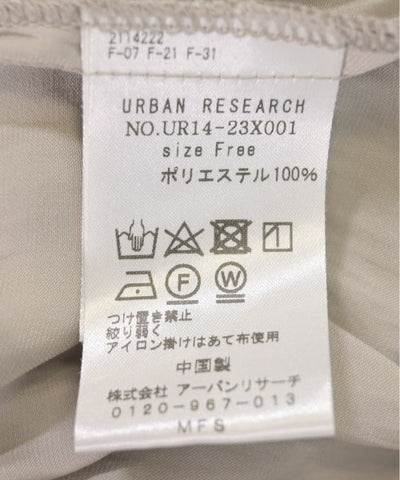 2114222
F-07 F-21 F-31
URBAN RESEARCH
NO.UR14-23X001
size Free
ポリエステル100%
F W
つけ置き禁止
絞り弱く
アイロン掛けはあて布使用
中国製
株式会社 アーバンリサーチ
0120-967-013
MFS